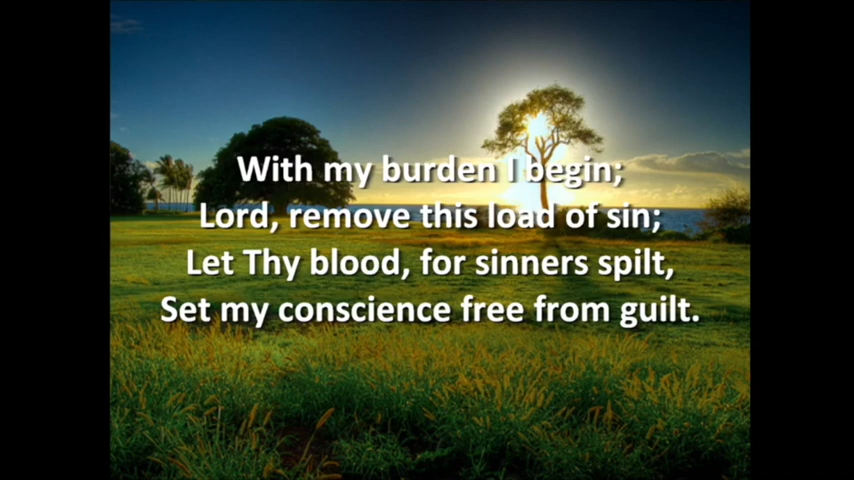 With my burden I begin;
Lord, remove this load of sin;
Let Thy blood, for sinners spilt,
Set my conscience free from guilt.